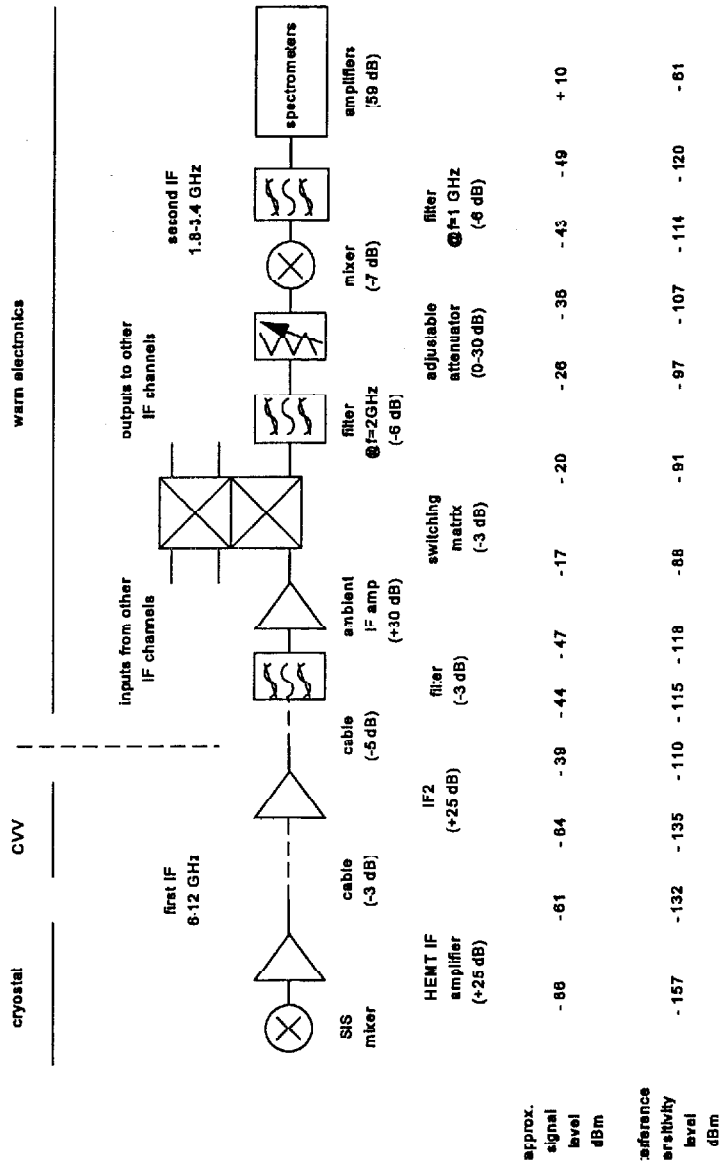 cryostat
CVV
warm electronics
first IF
6-12 GHz
inputs from other
IF channels
outputs to other
IF channels
second IF
1.8-3.4 GHz
spectrometers
SIS
mixer
cable
(-3 dB)
cable
(-5 dB)
ambient
IF amp
(+30 dB)
filter
@f=2GHz
(-6 dB)
mixer
(-7 dB)
amplifiers
(59 dB)
HEMT IF
amplifier
(+25 dB)
IF2
(+25 dB)
filter
(-3 dB)
switching
matrix
(-3 dB)
adjustable
attenuator
(0-30 dB)
filter
@f=1 GHz
(-6 dB)
approx.
signal
level
dBm
-86 -61 -64 -39 -44 -47 -17 -20 -26 -36 -43 -49 +10
terference
ensitivity
level
dBm
-157 -132 -135 -110 -115 -118 -88 -91 -97 -107 -114 -120 -61